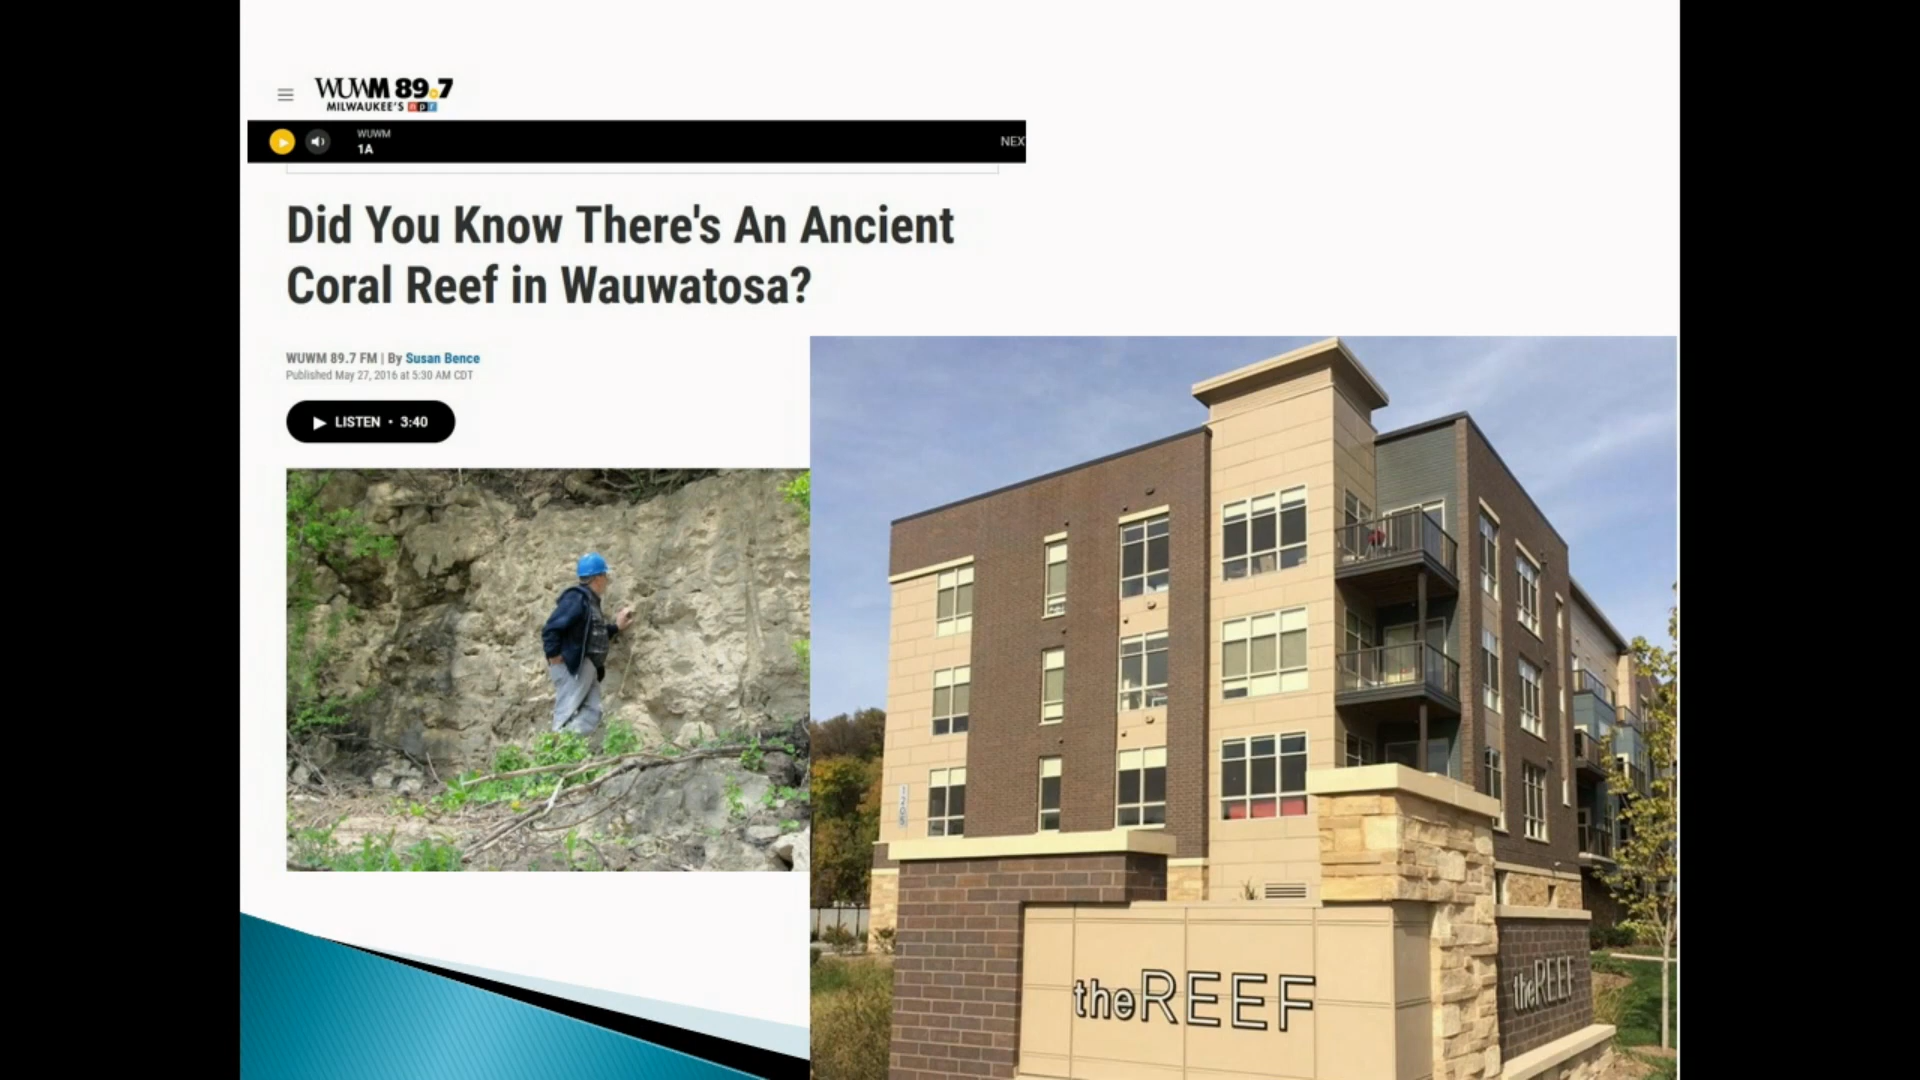 WUWM 89.7
MILWAUKEE'S npr
WUWM
1A
NEX
Did You Know There's An Ancient
Coral Reef in Wauwatosa?
WUWM 89.7 FM | By Susan Bence
Published May 27, 2016 at 5:30 AM CDT
LISTEN • 3:40
1205
theREEF
theREEF